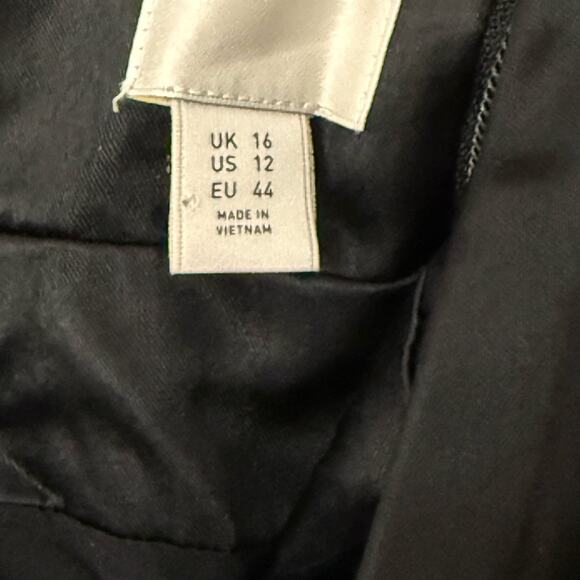 UK 16
US 12
EU 44
MADE IN
VIETNAM